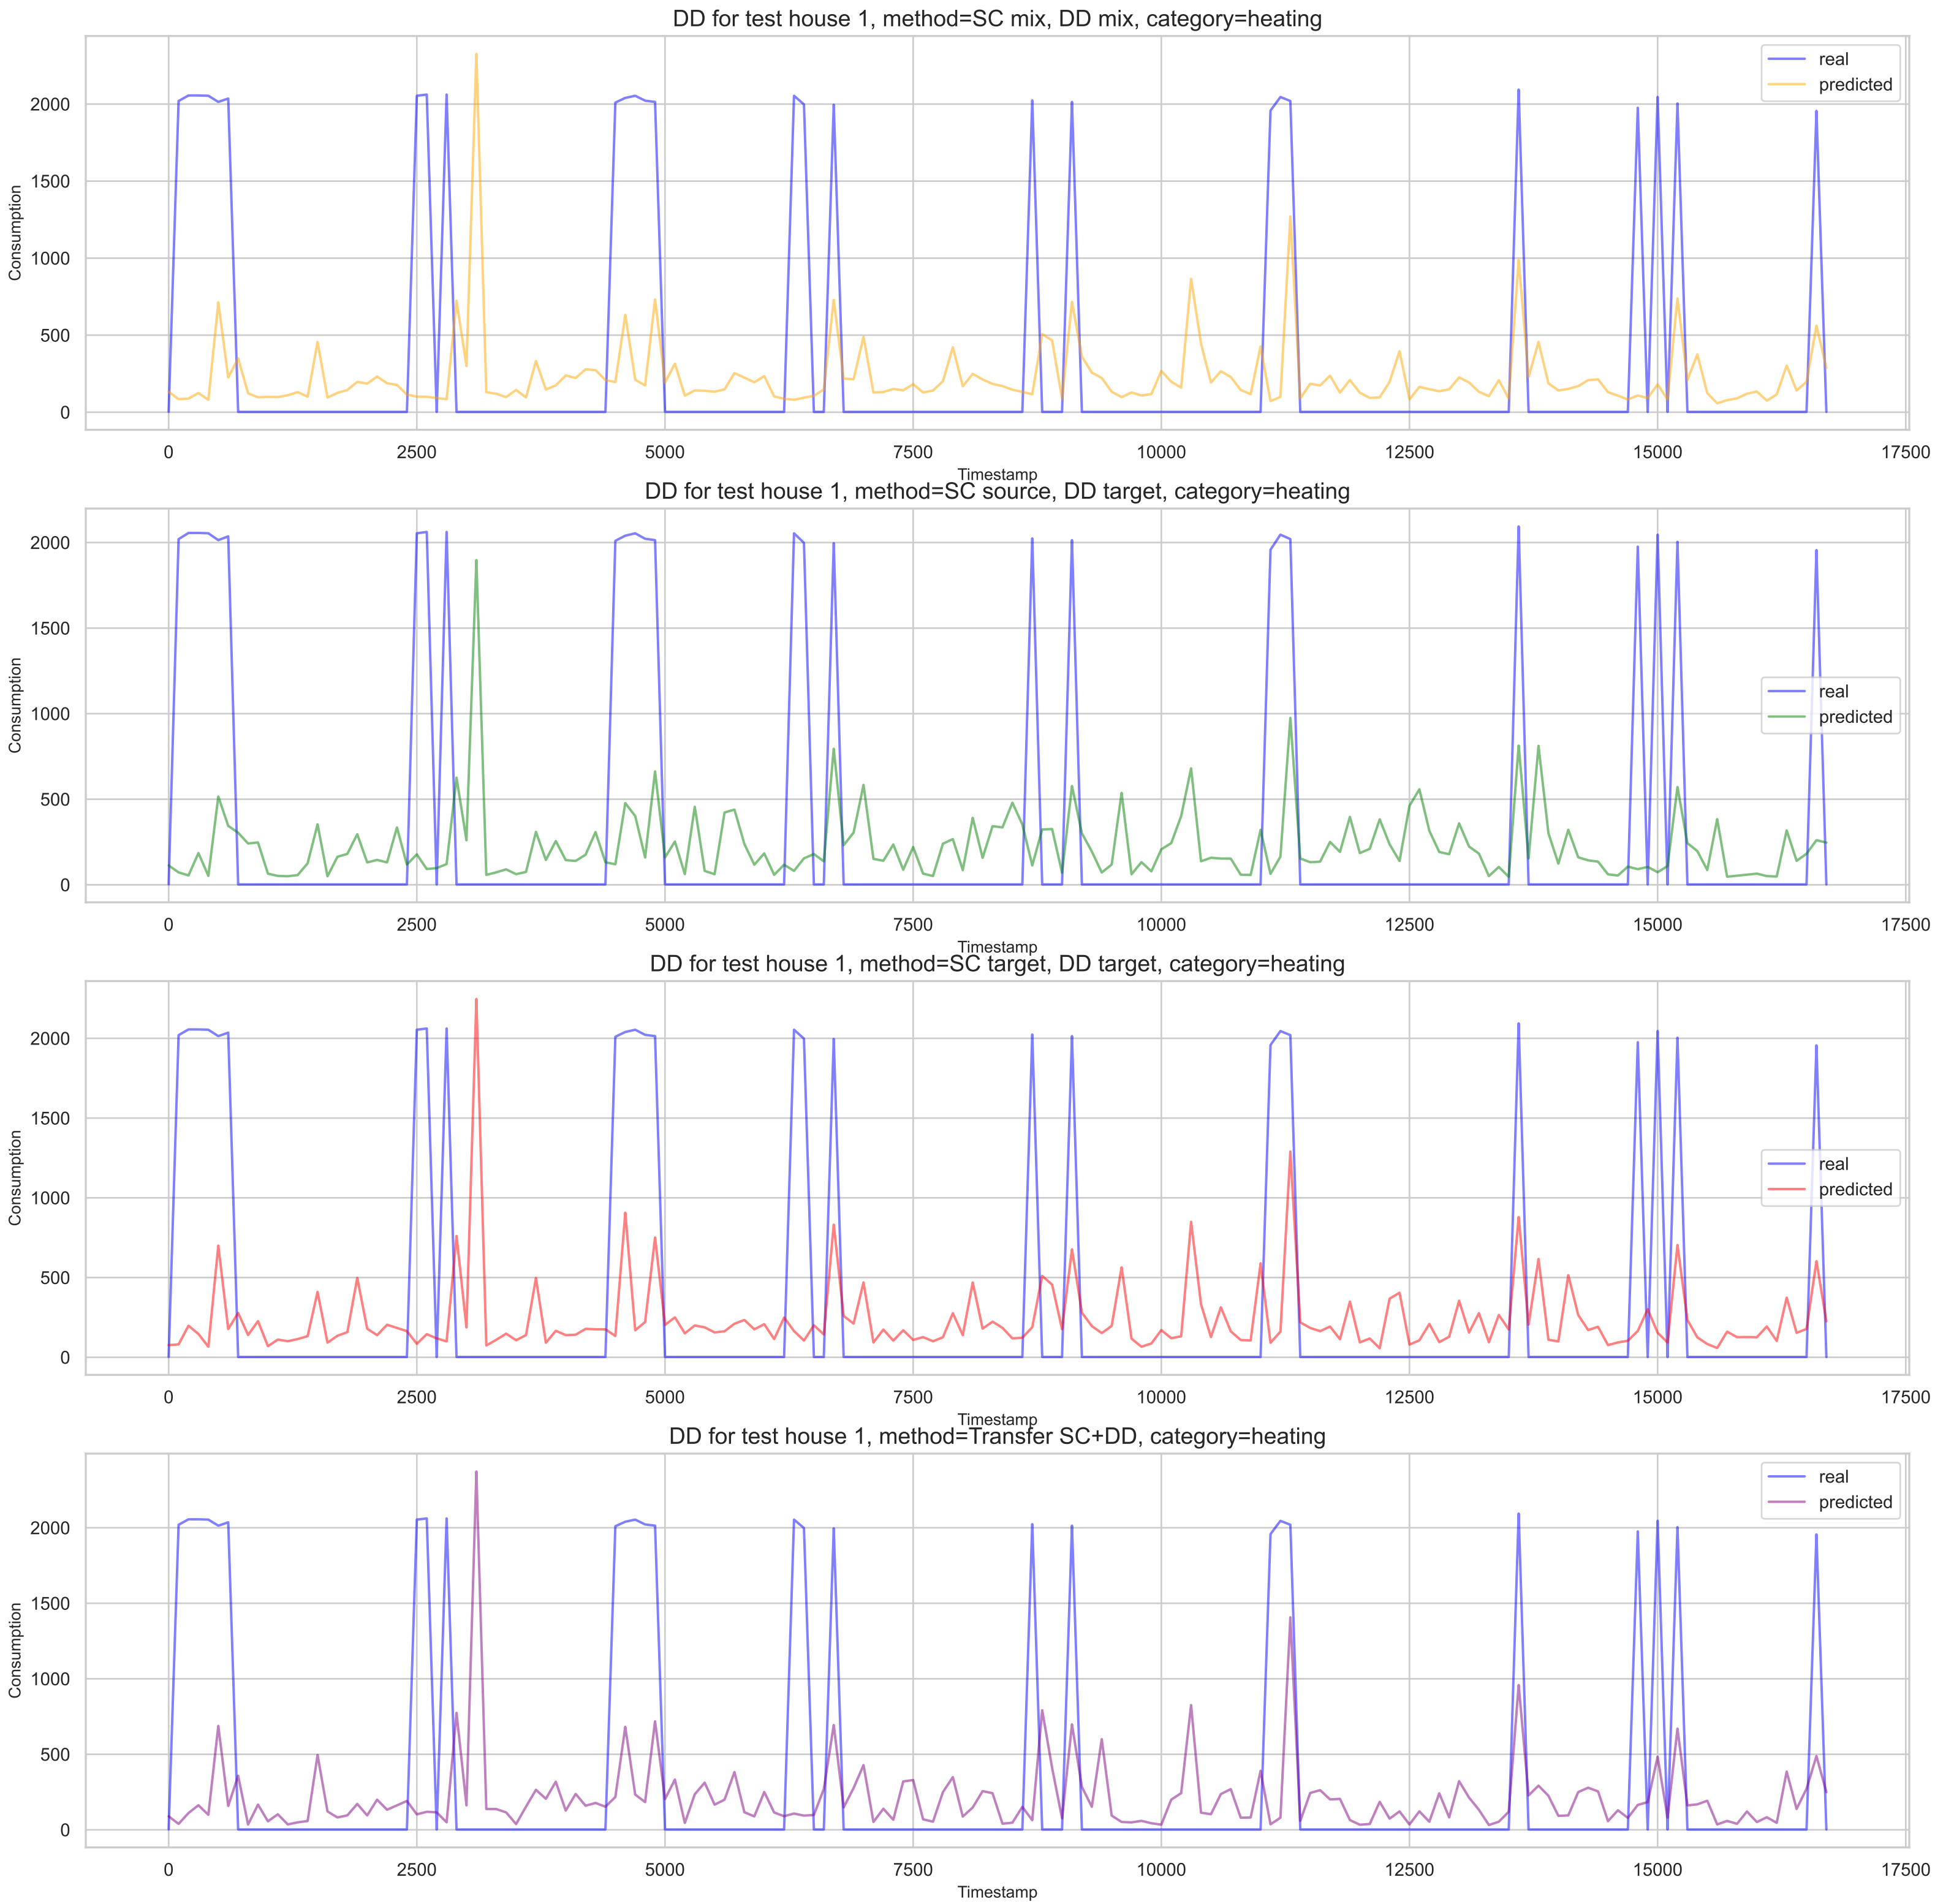 DD for test house 1, method=SC mix, DD mix, category=heating
real
predicted
2000
1500
1000
500
0
Consumption
0 2500 5000 7500 10000 12500 15000 17500
Timestamp
DD for test house 1, method=SC source, DD target, category=heating
real
predicted
2000
1500
1000
500
0
Consumption
0 2500 5000 7500 10000 12500 15000 17500
Timestamp
DD for test house 1, method=SC target, DD target, category=heating
real
predicted
2000
1500
1000
500
0
Consumption
0 2500 5000 7500 10000 12500 15000 17500
Timestamp
DD for test house 1, method=Transfer SC+DD, category=heating
real
predicted
2000
1500
1000
500
0
Consumption
0 2500 5000 7500 10000 12500 15000 17500
Timestamp